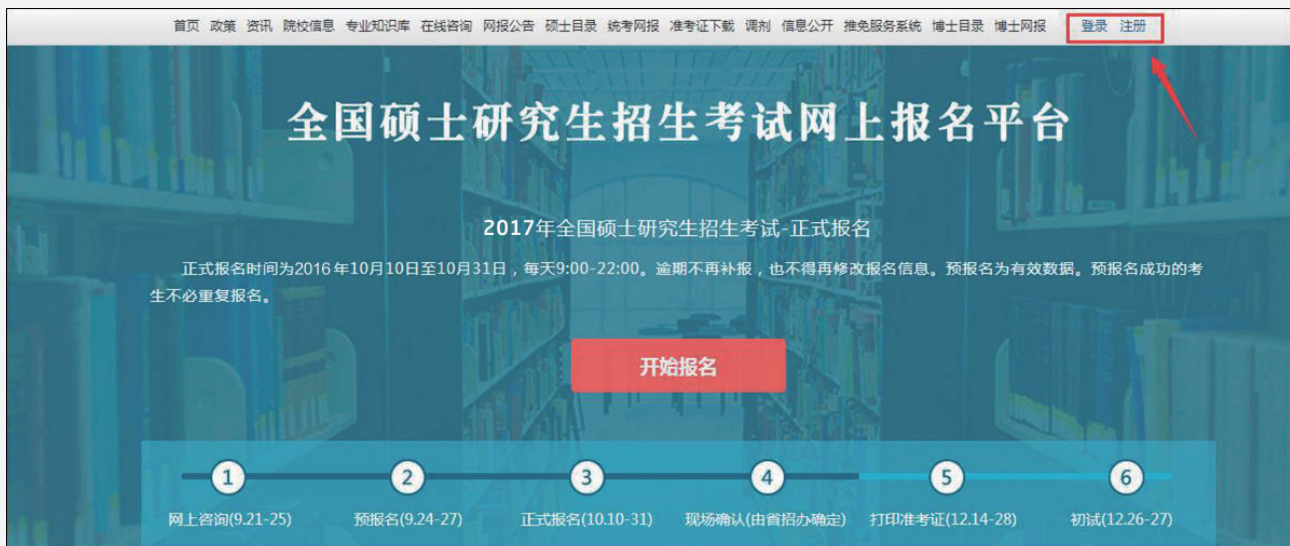 首页 政策 资讯 院校信息 专业知识库 在线咨询 网报公告 硕士目录 统考网报 准考证下载 调剂 信息公开 推免服务系统 博士目录 博士网报 登录 注册
全国硕士研究生招生考试网上报名平台
2017年全国硕士研究生招生考试-正式报名
正式报名时间为2016年10月10日至10月31日，每天9:00-22:00。逾期不再补报，也不得再修改报名信息。预报名为有效数据。预报名成功的考
生不必重复报名。
开始报名
1 2 3 4 5 6
网上咨询(9.21-25) 预报名(9.24-27) 正式报名(10.10-31) 现场确认(由省招办确定) 打印准考证(12.14-28) 初试(12.26-27)